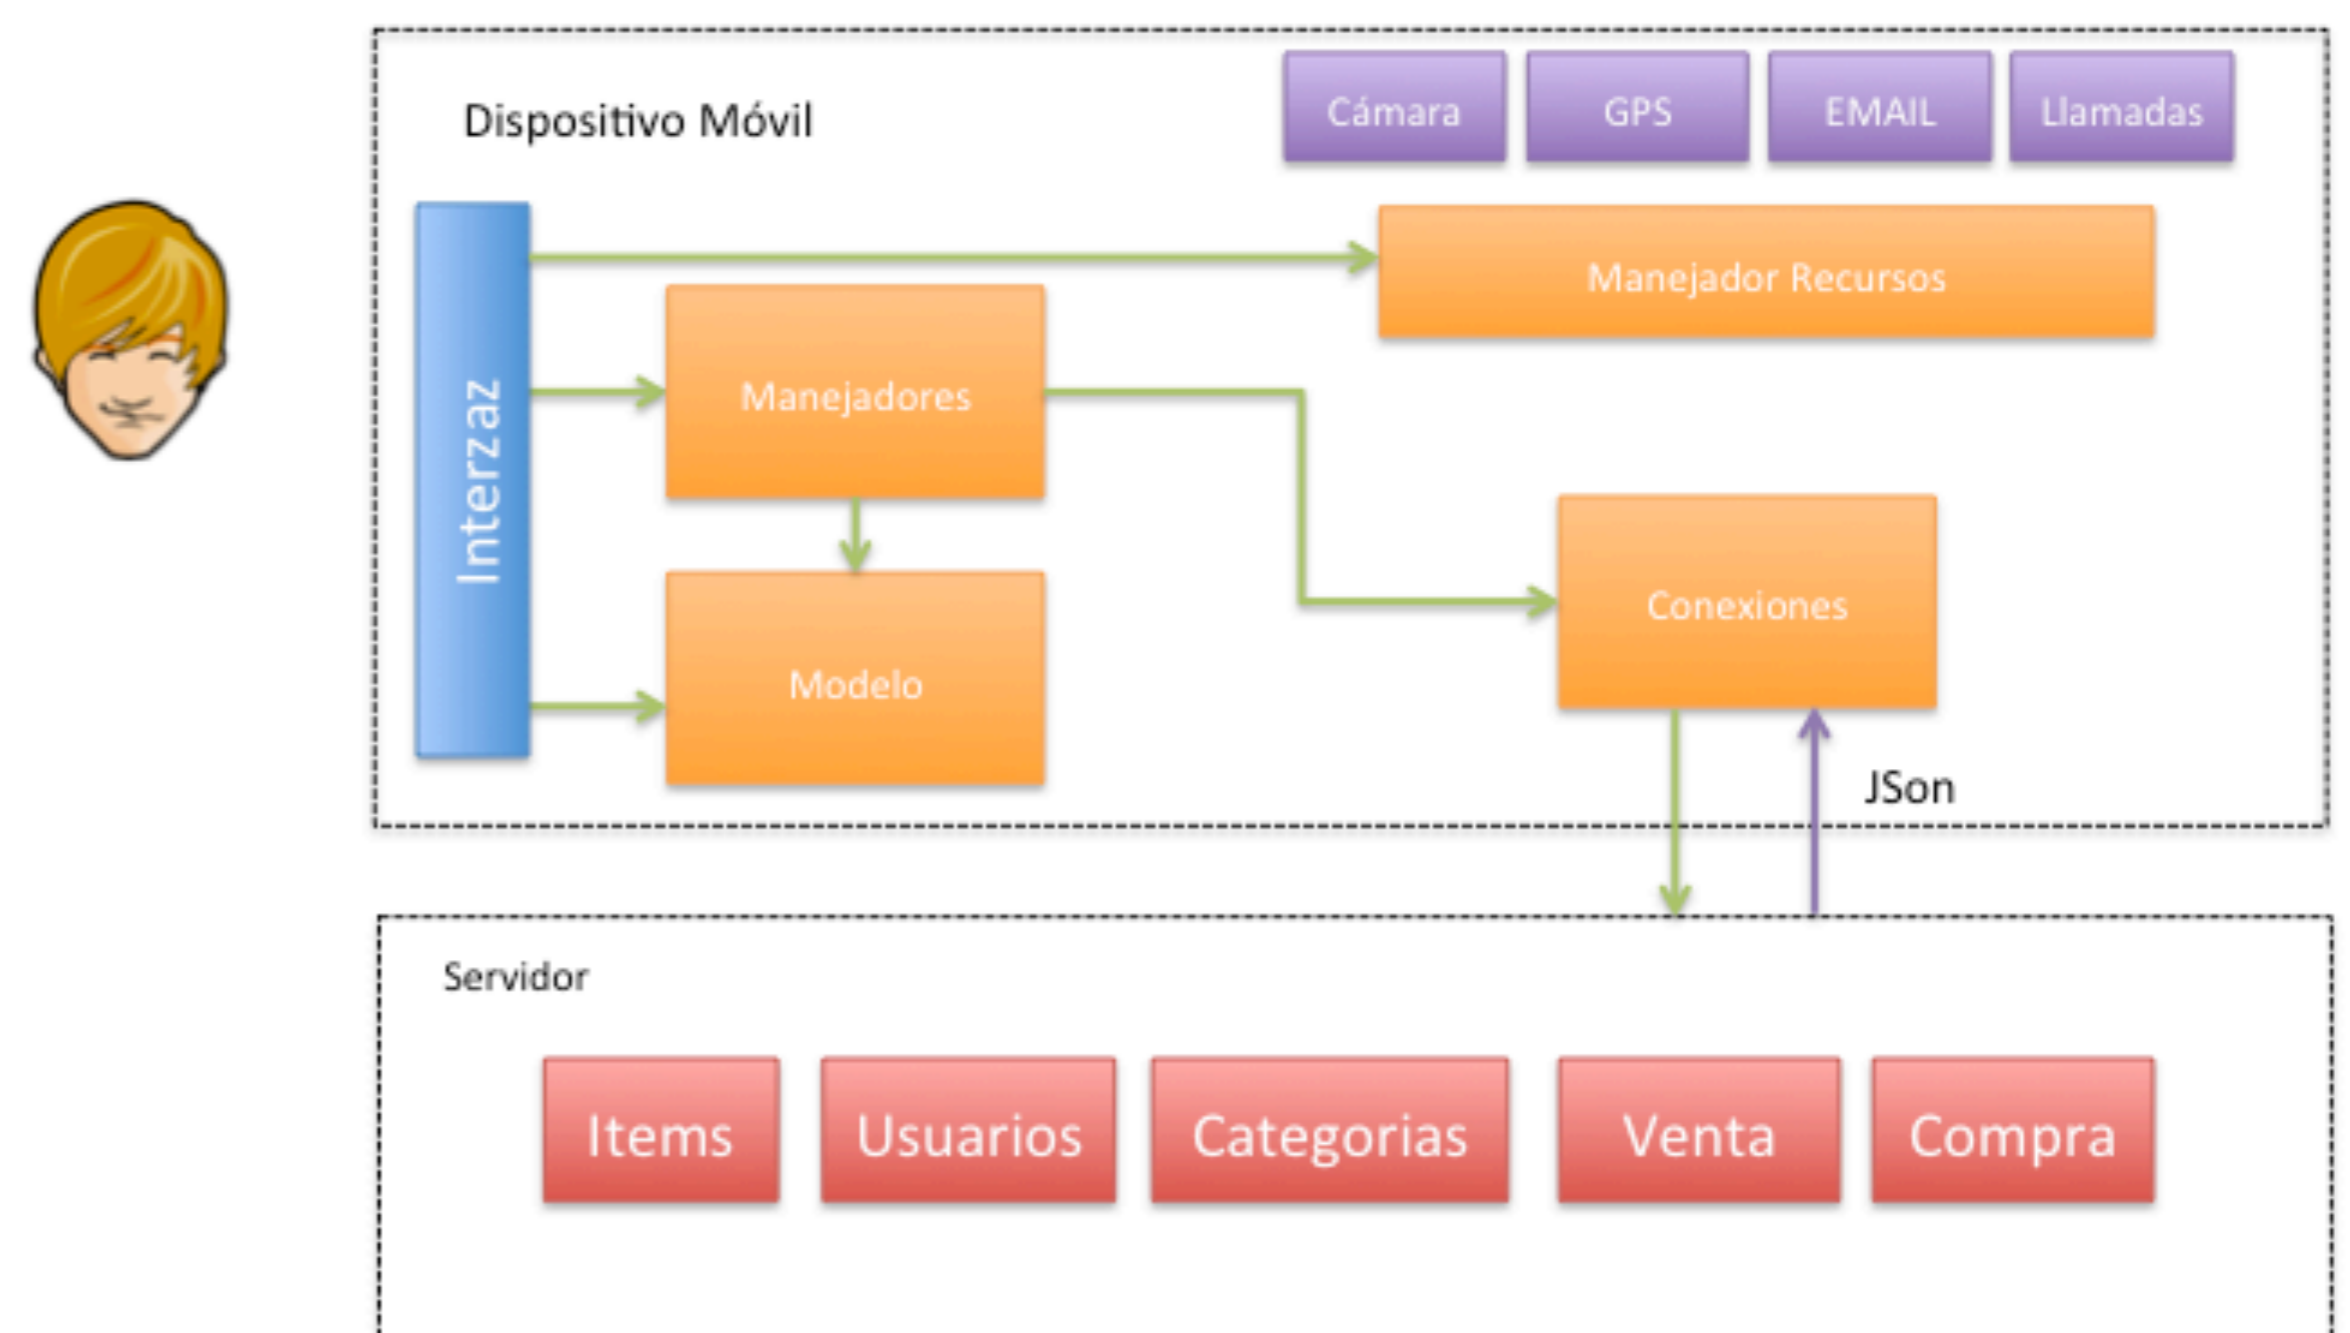 Dispositivo Móvil
Cámara
GPS
EMAIL
Llamadas
Interzaz
Manejador Recursos
Manejadores
Conexiones
Modelo
JSon
Servidor
Items
Usuarios
Categorias
Venta
Compra